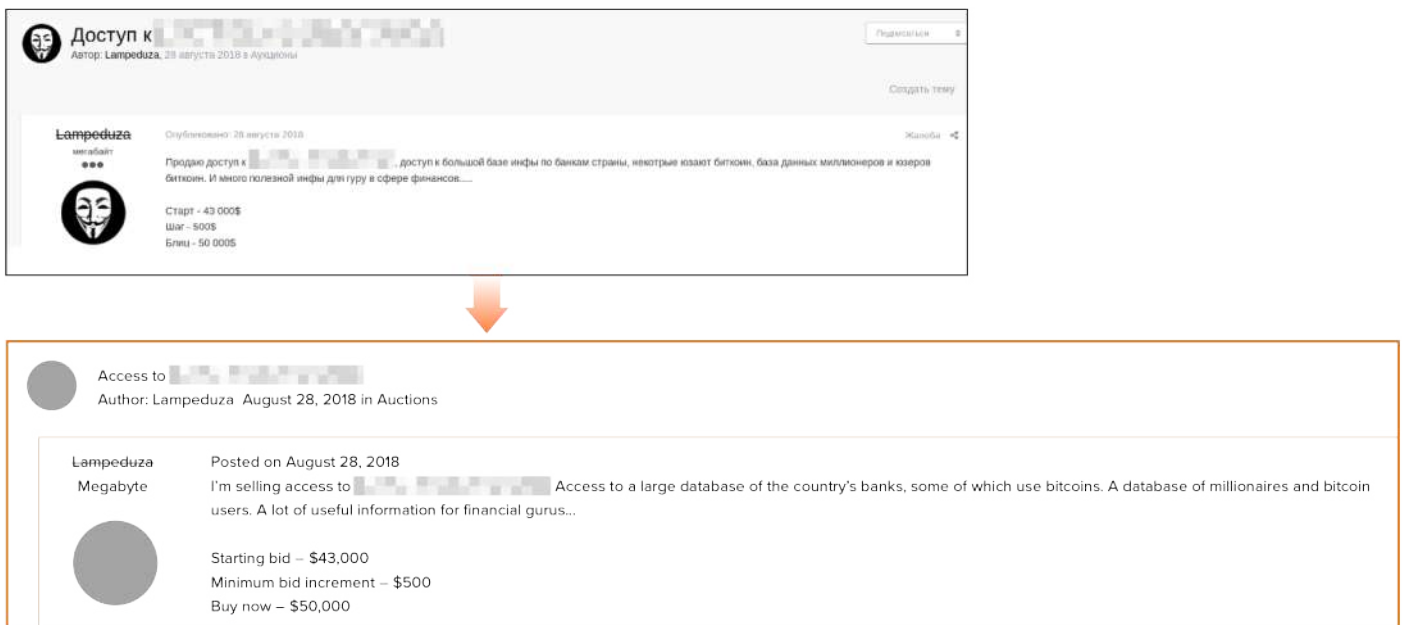 Доступ к
Автор: Lampeduza, 28 августа 2018 в Аукционы
Подписаться
Создать тему
Lampeduza
мегабайт
Опубликовано: 28 августа 2018
Жалоба
Продаю доступ к , доступ к большой базе инфы по банкам страны, некотрые юзают биткоин, база данных миллионеров и юзеров
биткоин. И много полезной инфы для гуру в сфере финансов.....
Старт - 43 000$
Шаг - 500$
Блиц - 50 000$
Access to
Author: Lampeduza August 28, 2018 in Auctions
Lampeduza
Megabyte
Posted on August 28, 2018
I'm selling access to Access to a large database of the country's banks, some of which use bitcoins. A database of millionaires and bitcoin
users. A lot of useful information for financial gurus...
Starting bid – $43,000
Minimum bid increment – $500
Buy now – $50,000